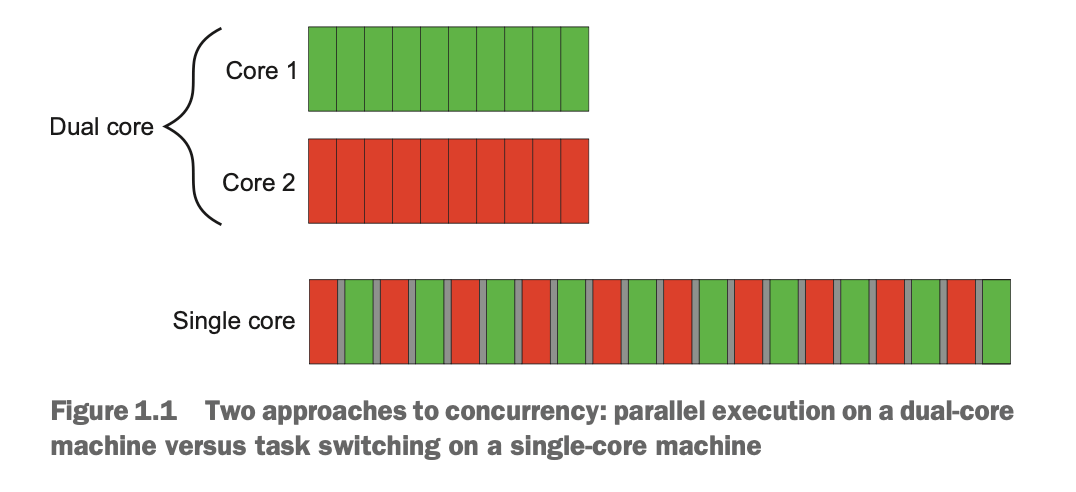 Core 1
Dual core
Core 2
Single core
Figure 1.1 Two approaches to concurrency: parallel execution on a dual-core
machine versus task switching on a single-core machine